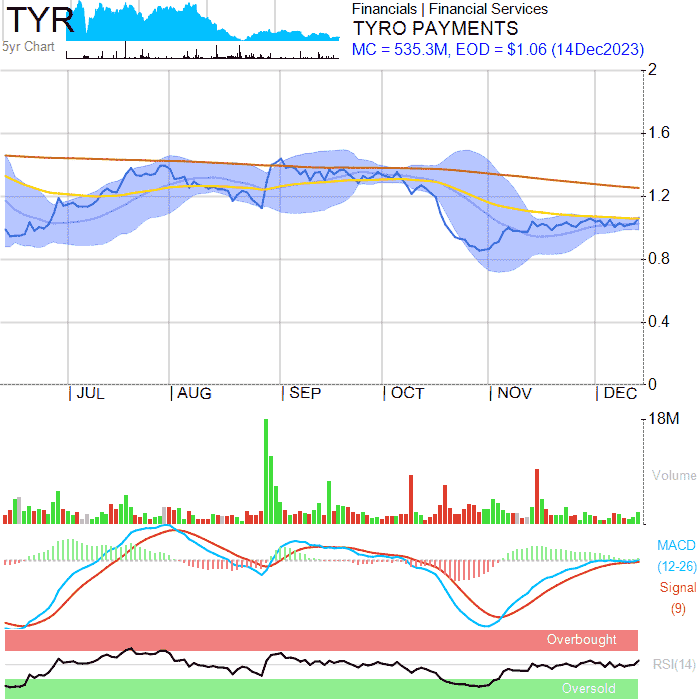 TYR
5yr Chart
Financials | Financial Services
TYRO PAYMENTS
MC = 535.3M, EOD = $1.06 (14Dec2023)
2
1.6
1.2
0.8
0.4
0
JUL
AUG
SEP
OCT
NOV
DEC
18M
Volume
MACD
(12-26)
Signal
(9)
Overbought
RSI(14)
Oversold